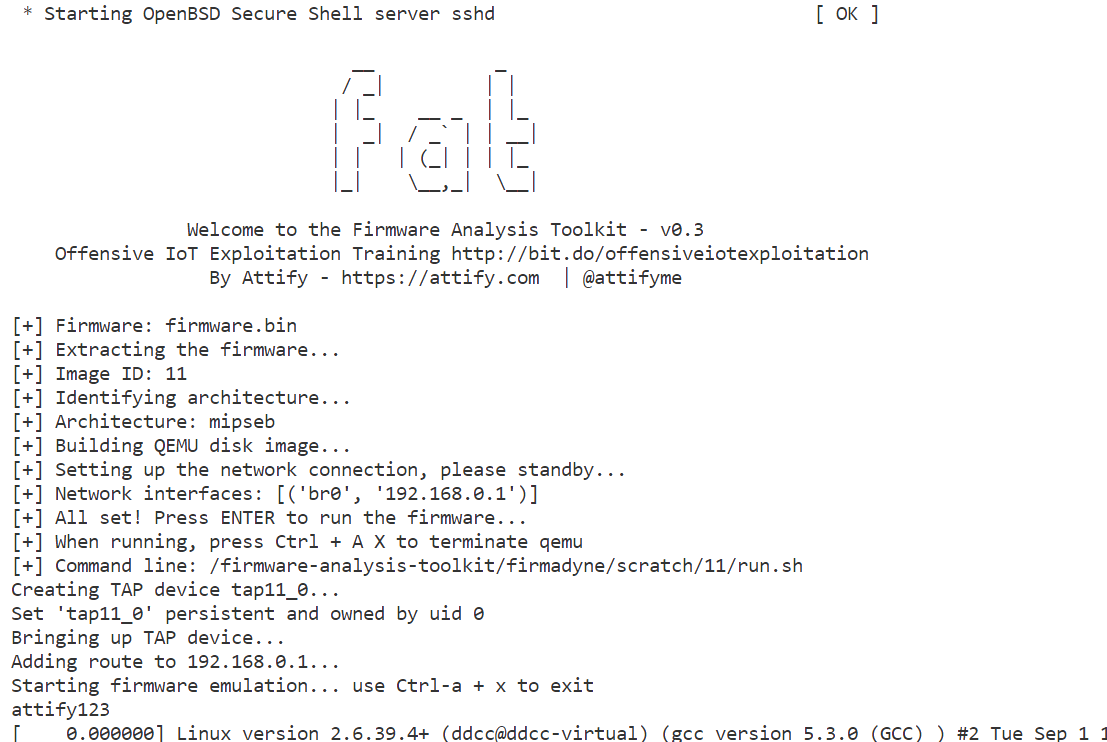 * Starting OpenBSD Secure Shell server sshd [ OK ]
fat
Welcome to the Firmware Analysis Toolkit - v0.3
Offensive IoT Exploitation Training http://bit.do/offensiveiotexploitation
By Attify - https://attify.com | @attifyme
[+] Firmware: firmware.bin
[+] Extracting the firmware...
[+] Image ID: 11
[+] Identifying architecture...
[+] Architecture: mipseb
[+] Building QEMU disk image...
[+] Setting up the network connection, please standby...
[+] Network interfaces: [('br0', '192.168.0.1')]
[+] All set! Press ENTER to run the firmware...
[+] When running, press Ctrl + A X to terminate qemu
[+] Command line: /firmware-analysis-toolkit/firmadyne/scratch/11/run.sh
Creating TAP device tap11_0...
Set 'tap11_0' persistent and owned by uid 0
Bringing up TAP device...
Adding route to 192.168.0.1...
Starting firmware emulation... use Ctrl-a + x to exit
attify123
[ 0.000000] Linux version 2.6.39.4+ (ddcc@ddcc-virtual) (gcc version 5.3.0 (GCC) ) #2 Tue Sep 1 1